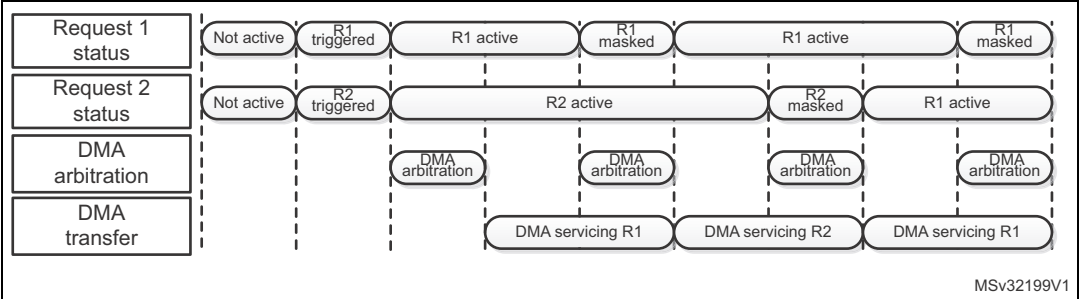 Request 1
status
Not active
R1
triggered
R1 active
R1
masked
R1 active
R1
masked
Request 2
status
Not active
R2
triggered
R2 active
R2
masked
R1 active
DMA
arbitration
DMA
arbitration
DMA
arbitration
DMA
arbitration
DMA
arbitration
DMA
transfer
DMA servicing R1
DMA servicing R2
DMA servicing R1
MSv32199V1